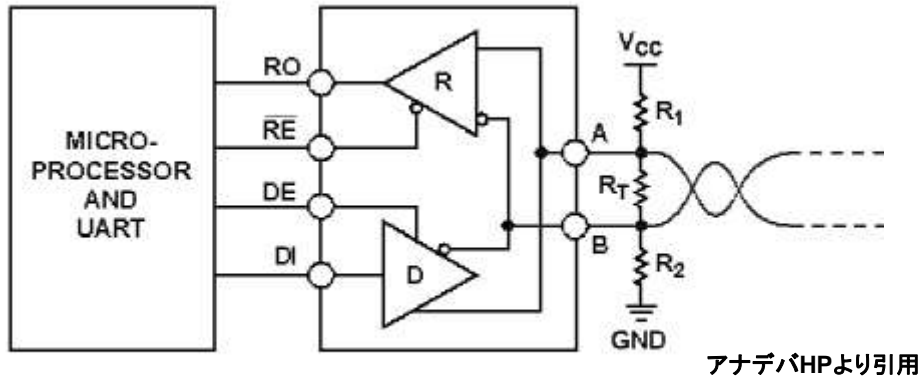 MICRO-
PROCESSOR
AND
UART
RO
R̅E̅
DE
DI
R
D
A
B
VCC
R1
RT
R2
GND
アナデバHPより引用